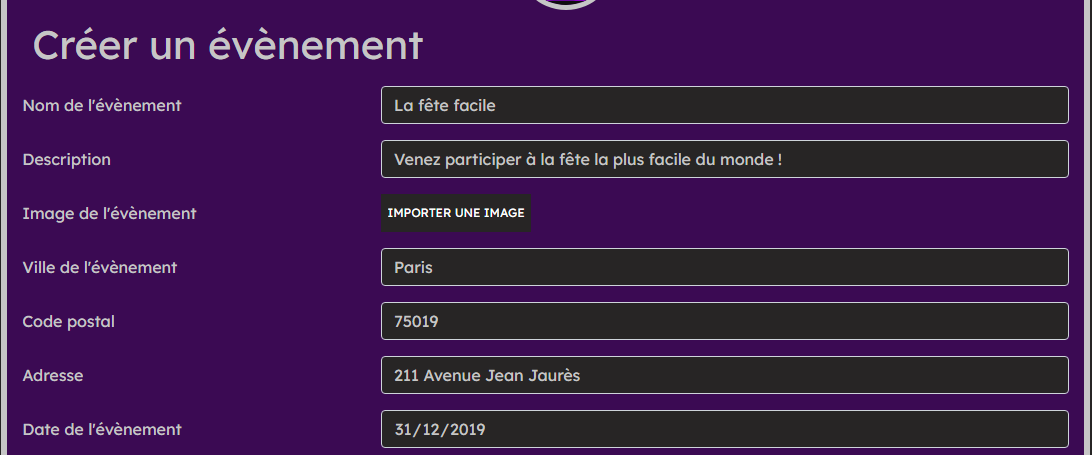 Créer un évènement
Nom de l'évènement La fête facile
Description Venez participer à la fête la plus facile du monde !
Image de l'évènement IMPORTER UNE IMAGE
Ville de l'évènement Paris
Code postal 75019
Adresse 211 Avenue Jean Jaurès
Date de l'évènement 31/12/2019